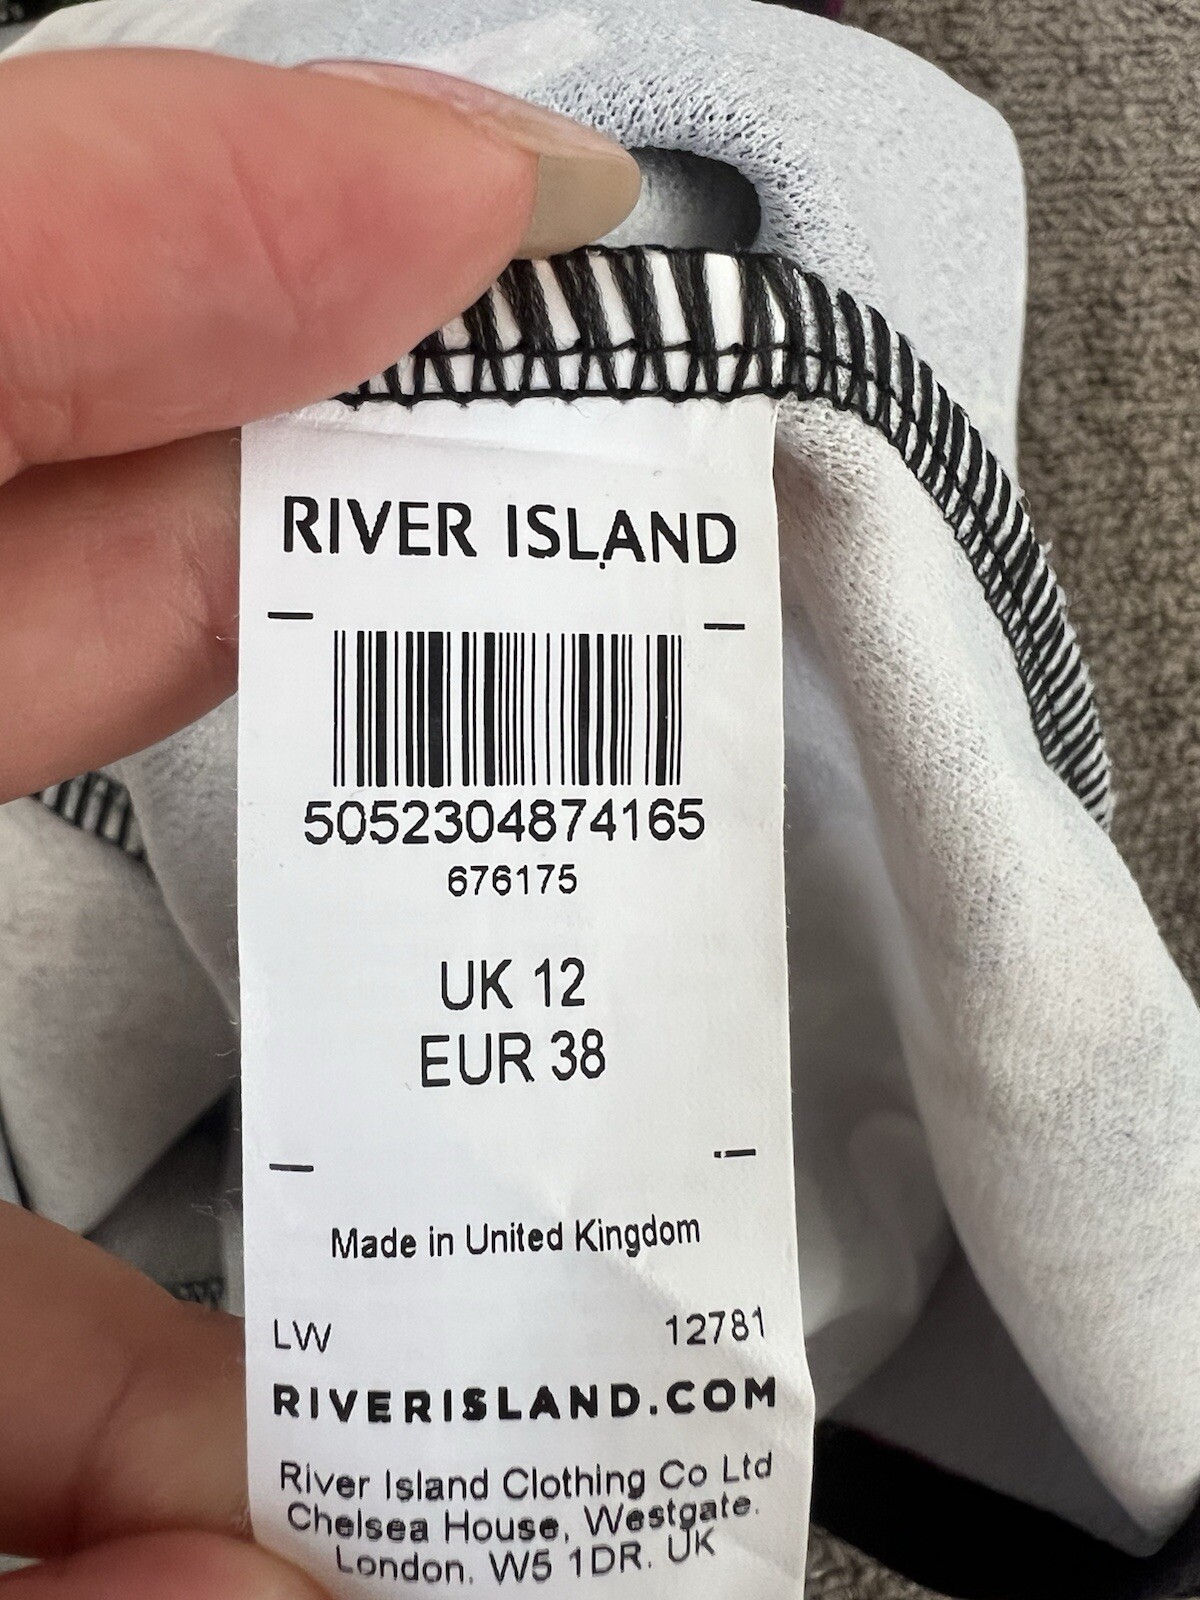 RIVER ISLAND
5052304874165
676175
UK 12
EUR 38
Made in United Kingdom
LW 12781
RIVERISLAND.COM
River Island Clothing Co Ltd
Chelsea House, Westgate.
London. W5 1DR. UK